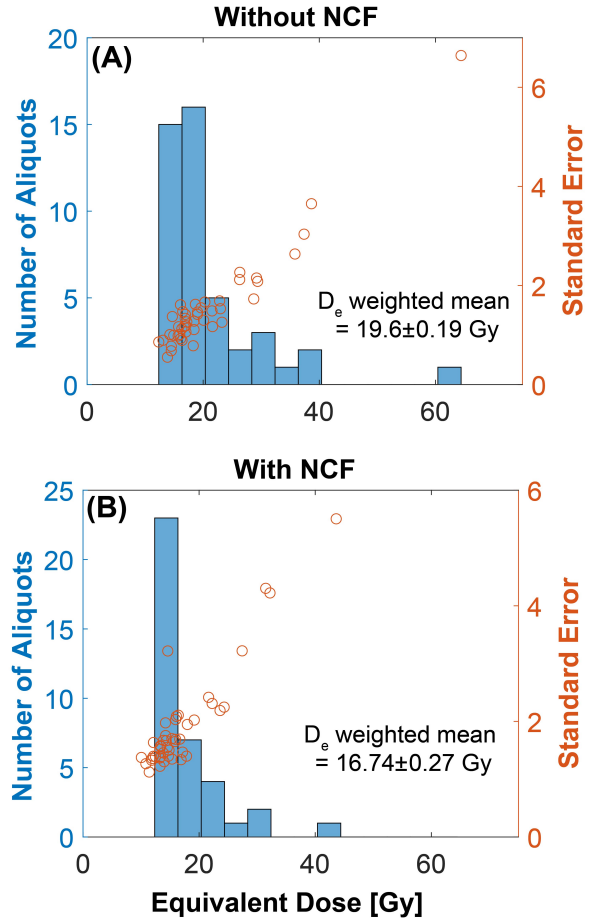 Without NCF
(A)
20
15
10
5
0
Number of Aliquots
6
4
2
0
Standard Error
D_e weighted mean
= 19.6±0.19 Gy
0 20 40 60
With NCF
(B)
25
20
15
10
5
0
Number of Aliquots
6
4
2
0
Standard Error
D_e weighted mean
= 16.74±0.27 Gy
0 20 40 60
Equivalent Dose [Gy]